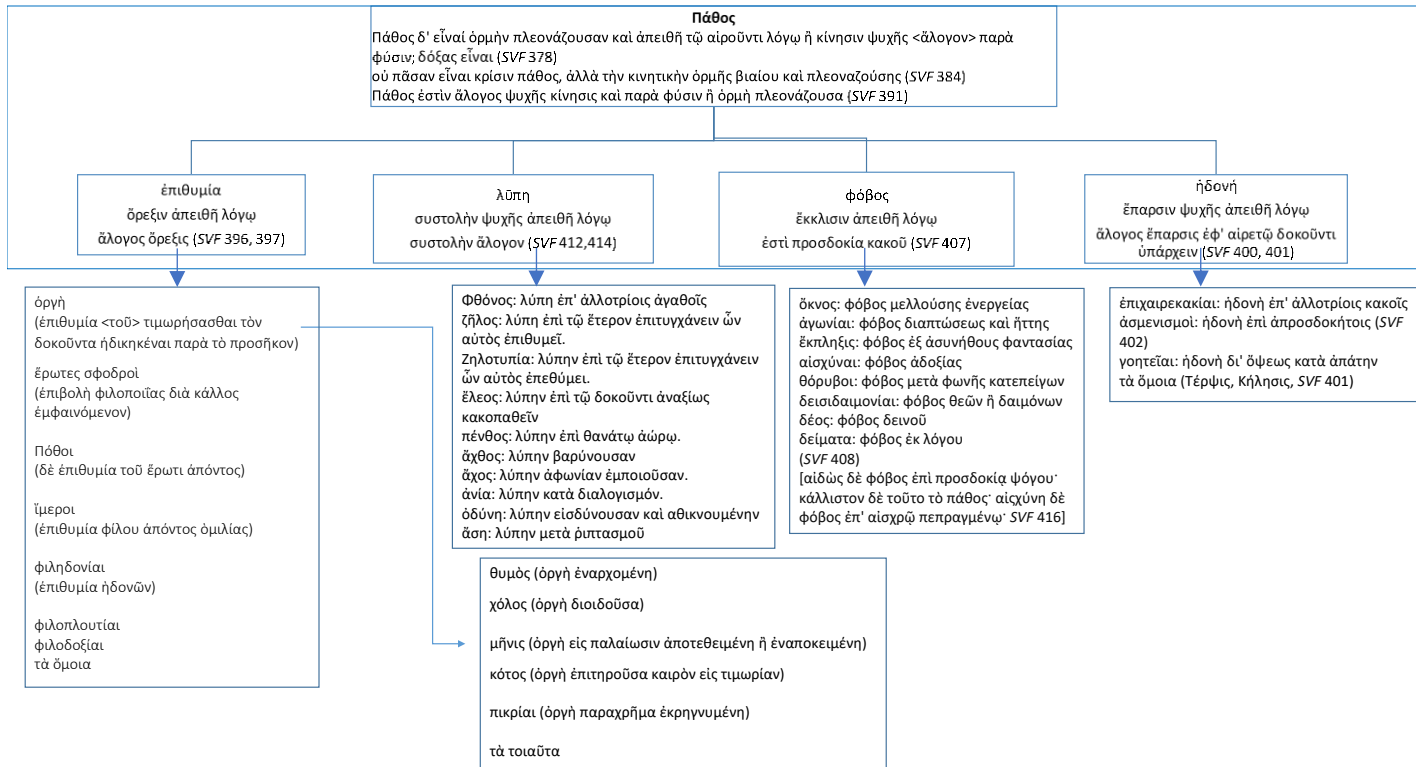 Πάθος
Πάθος δ' εἶναί ὁρμὴν πλεονάζουσαν καὶ ἀπειθῆ τῷ αἱροῦντι λόγῳ ἢ κίνησιν ψυχῆς <ἄλογον> παρὰ
φύσιν; δόξας εἶναι (SVF 378)
οὐ πᾶσαν εἶναι κρίσιν πάθος, ἀλλὰ τὴν κινητικὴν ὁρμῆς βιαίου καὶ πλεοναζούσης (SVF 384)
Πάθος ἐστὶν ἄλογος ψυχῆς κίνησις καὶ παρὰ φύσιν ἢ ὁρμὴ πλεονάζουσα (SVF 391)
ἐπιθυμία
ὄρεξιν ἀπειθῆ λόγῳ
ἄλογος ὄρεξις (SVF 396, 397)
λῡπη
συστολὴν ψυχῆς ἀπειθῆ λόγῳ
συστολὴν ἄλογον (SVF 412,414)
φόβος
ἔκκλισιν ἀπειθῆ λόγῳ
ἐστὶ προσδοκία κακοῦ (SVF 407)
ἡδονή
ἔπαρσιν ψυχῆς ἀπειθῆ λόγῳ
ἄλογος ἔπαρσις ἐφ' αἱρετῷ δοκοῦντι
ὑπάρχειν (SVF 400, 401)
ὀργὴ
(ἐπιθυμία <τοῦ> τιμωρήσασθαι τὸν
δοκοῦντα ἠδικηκέναι παρὰ τὸ προσῆκον)
ἔρωτες σφοδροὶ
(ἐπιβολὴ φιλοποιΐας διὰ κάλλος
ἐμφαινόμενον)
Πόθοι
(δὲ ἐπιθυμία τοῦ ἔρωτι ἀπόντος)
ἵμεροι
(ἐπιθυμία φίλου ἀπόντος ὁμιλίας)
φιληδονίαι
(ἐπιθυμία ἡδονῶν)
φιλοπλουτίαι
φιλοδοξίαι
τὰ ὅμοια
Φθόνος: λύπη ἐπ' ἀλλοτρίοις ἀγαθοῖς
ζῆλος: λύπη ἐπὶ τῷ ἕτερον ἐπιτυγχάνειν ὧν
αὐτὸς ἐπιθυμεῖ.
Ζηλοτυπία: λύπην ἐπὶ τῷ ἕτερον ἐπιτυγχάνειν
ὧν αὐτὸς ἐπεθύμει.
ἔλεος: λύπην ἐπὶ τῷ δοκοῦντι ἀναξίως
κακοπαθεῖν
πένθος: λύπην ἐπὶ θανάτῳ ἀώρῳ.
ἄχθος: λύπην βαρύνουσαν
ἄχος: λύπην ἀφωνίαν ἐμποιοῦσαν.
ἀνία: λύπην κατὰ διαλογισμόν.
ὀδύνη: λύπην εἰσδύνουσαν καὶ αθικνουμένην
ἄση: λύπην μετὰ ῥιπτασμοῦ
ὄκνος: φόβος μελλούσης ἐνεργείας
ἀγωνίαι: φόβος διαπτώσεως καὶ ἥττης
ἔκπληξις: φόβος ἐξ ἀσυνήθους φαντασίας
αἰσχύναι: φόβος ἀδοξίας
θόρυβοι: φόβος μετὰ φωνῆς κατεπείγων
δεισιδαιμονίαι: φόβος θεῶν ἢ δαιμόνων
δέος: φόβος δεινοῦ
δείματα: φόβος ἐκ λόγου
(SVF 408)
[αἰδὼς δὲ φόβος ἐπὶ προσδοκίᾳ ψόγου·
κάλλιστον δὲ τοῦτο τὸ πάθος· αἰσχύνη δὲ
φόβος ἐπ' αἰσχρῷ πεπραγμένῳ· SVF 416]
ἐπιχαιρεκακίαι: ἡδονὴ ἐπ' ἀλλοτρίοις κακοῖς
ἀσμενισμοὶ: ἡδονὴ ἐπὶ ἀπροσδοκήτοις (SVF
402)
γοητεῖαι: ἡδονὴ δι' ὄψεως κατὰ ἀπάτην
τὰ ὅμοια (Τέρψις, Κήλησις, SVF 401)
θυμὸς (ὀργὴ ἐναρχομένη)
χόλος (ὀργὴ διοιδοῦσα)
μῆνις (ὀργὴ εἰς παλαίωσιν ἀποτεθειμένη ἢ ἐναποκειμένη)
κότος (ὀργὴ ἐπιτηροῦσα καιρὸν εἰς τιμωρίαν)
πικρίαι (ὀργὴ παραχρῆμα ἐκρηγνυμένη)
τὰ τοιαῦτα